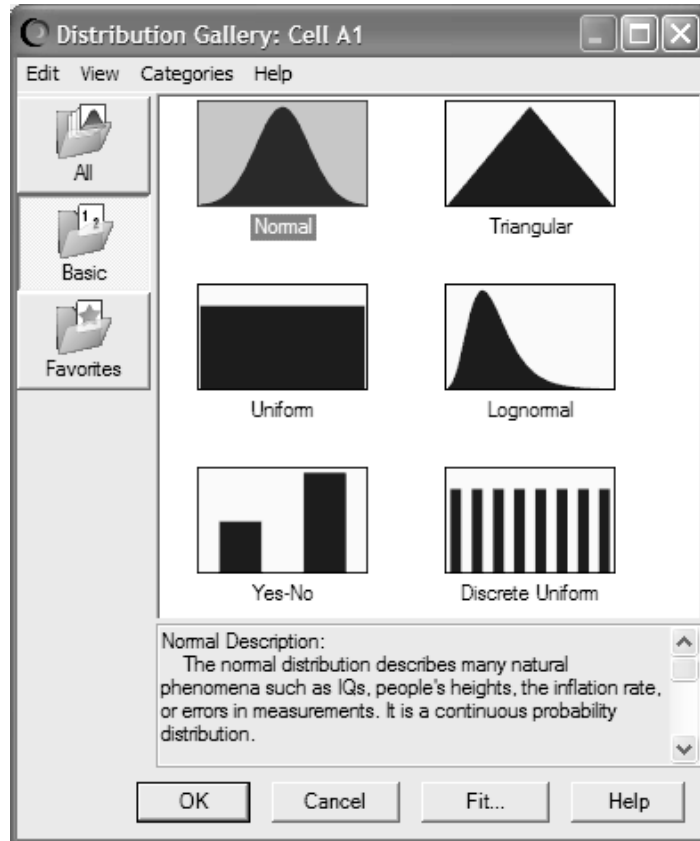 Distribution Gallery: Cell A1
Edit View Categories Help
All
Basic
Favorites
Normal
Triangular
Uniform
Lognormal
Yes-No
Discrete Uniform
Normal Description:
The normal distribution describes many natural
phenomena such as IQs, people's heights, the inflation rate,
or errors in measurements. It is a continuous probability
distribution.
OK Cancel Fit... Help